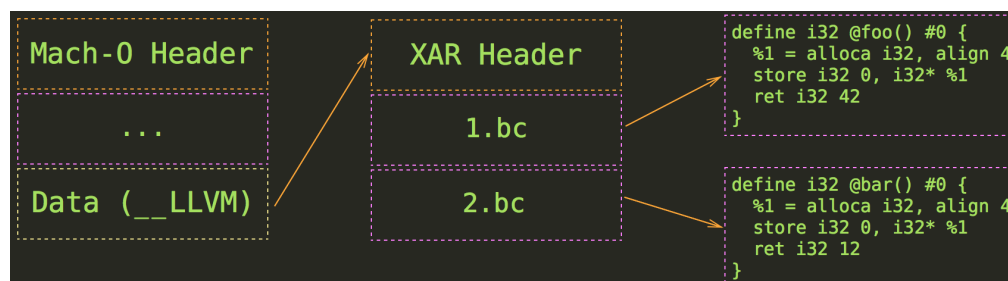 Mach-O Header
...
Data (__LLVM)
XAR Header
1.bc
2.bc
define i32 @foo() #0 {
  %1 = alloca i32, align 4
  store i32 0, i32* %1
  ret i32 42
}
define i32 @bar() #0 {
  %1 = alloca i32, align 4
  store i32 0, i32* %1
  ret i32 12
}